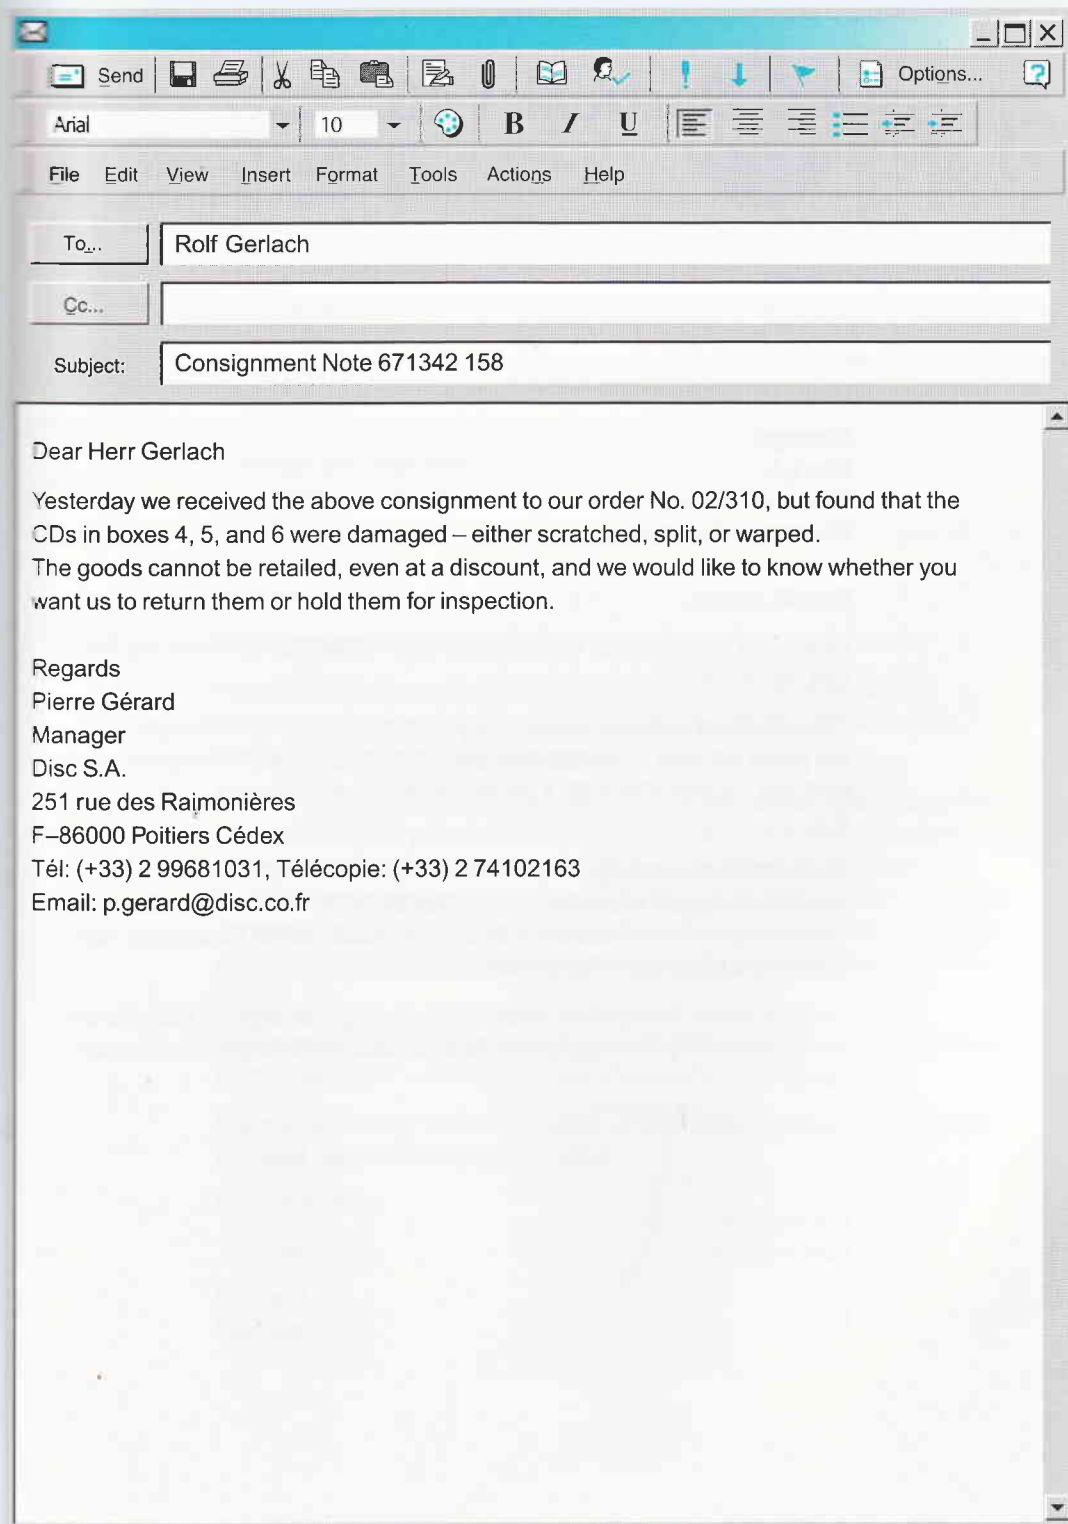 Send Options...
Arial 10 B I U
File Edit View Insert Format Tools Actions Help
To... Rolf Gerlach
Cc...
Subject: Consignment Note 671342 158
Dear Herr Gerlach
Yesterday we received the above consignment to our order No. 02/310, but found that the
CDs in boxes 4, 5, and 6 were damaged – either scratched, split, or warped.
The goods cannot be retailed, even at a discount, and we would like to know whether you
want us to return them or hold them for inspection.
Regards
Pierre Gérard
Manager
Disc S.A.
251 rue des Raimonières
F–86000 Poitiers Cédex
Tél: (+33) 2 99681031, Télécopie: (+33) 2 74102163
Email: p.gerard@disc.co.fr